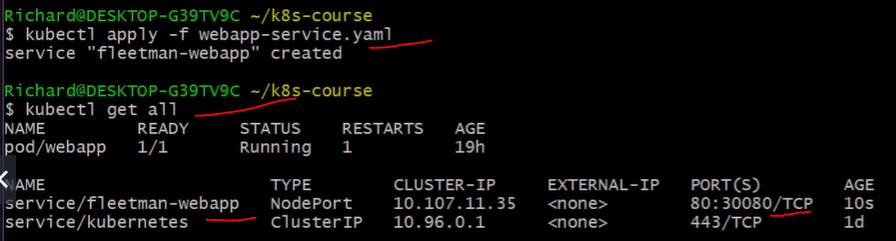 Richard@DESKTOP-G39TV9C ~/k8s-course
$ kubectl apply -f webapp-service.yaml
service "fleetman-webapp" created
Richard@DESKTOP-G39TV9C ~/k8s-course
$ kubectl get all
NAME READY STATUS RESTARTS AGE
pod/webapp 1/1 Running 1 19h
NAME TYPE CLUSTER-IP EXTERNAL-IP PORT(S) AGE
service/fleetman-webapp NodePort 10.107.11.35 <none> 80:30080/TCP 10s
service/kubernetes ClusterIP 10.96.0.1 <none> 443/TCP 1d